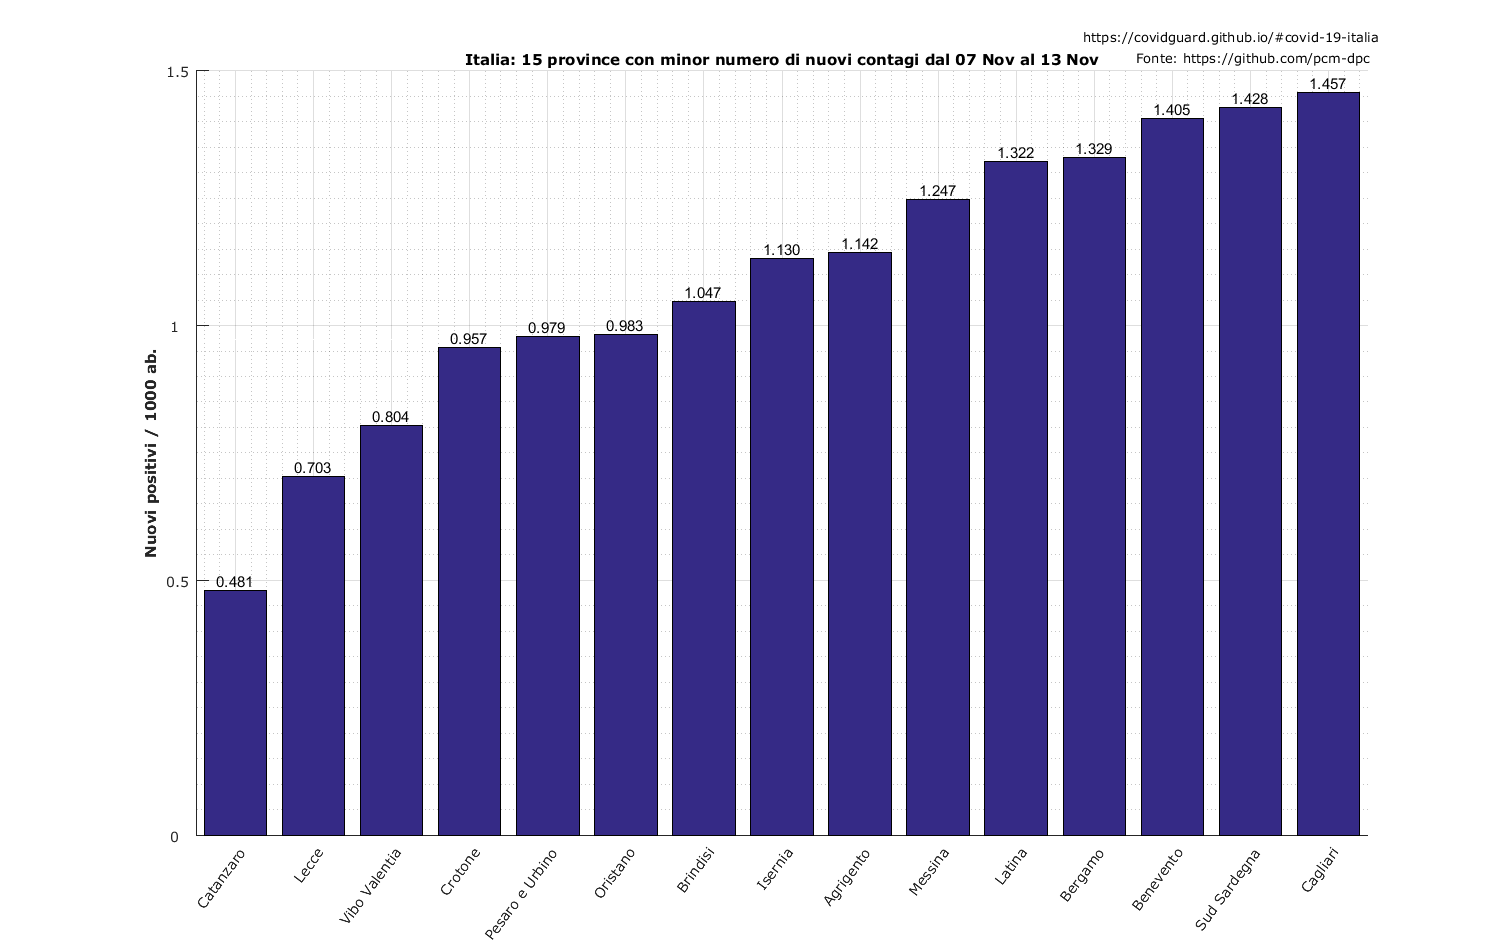 https://covidguard.github.io/#covid-19-italia
Italia: 15 province con minor numero di nuovi contagi dal 07 Nov al 13 Nov
Fonte: https://github.com/pcm-dpc
Nuovi positivi / 1000 ab.
1.5
1
0.5
0
0.481
0.703
0.804
0.957
0.979
0.983
1.047
1.130
1.142
1.247
1.322
1.329
1.405
1.428
1.457
Catanzaro
Lecce
Vibo Valentia
Crotone
Pesaro e Urbino
Oristano
Brindisi
Isernia
Agrigento
Messina
Latina
Bergamo
Benevento
Sud Sardegna
Cagliari